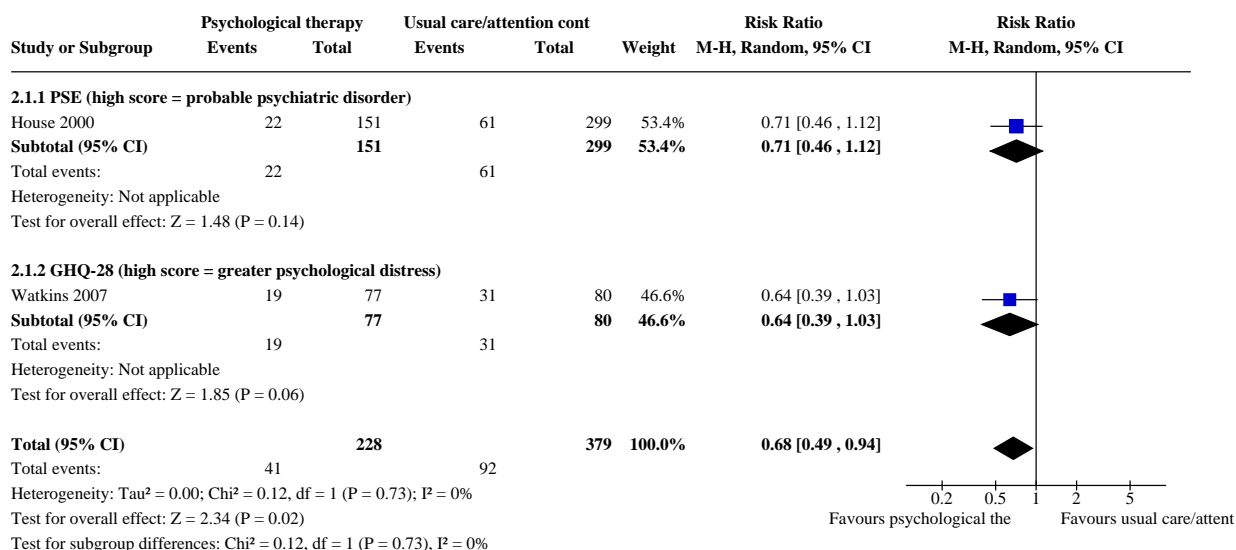 Psychological therapy Usual care/attention cont Risk Ratio Risk Ratio
Study or Subgroup Events Total Events Total Weight M-H, Random, 95% CI M-H, Random, 95% CI
2.1.1 PSE (high score = probable psychiatric disorder)
House 2000 22 151 61 299 53.4% 0.71 [0.46 , 1.12]
Subtotal (95% CI) 151 299 53.4% 0.71 [0.46 , 1.12]
Total events: 22 61
Heterogeneity: Not applicable
Test for overall effect: Z = 1.48 (P = 0.14)
2.1.2 GHQ-28 (high score = greater psychological distress)
Watkins 2007 19 77 31 80 46.6% 0.64 [0.39 , 1.03]
Subtotal (95% CI) 77 80 46.6% 0.64 [0.39 , 1.03]
Total events: 19 31
Heterogeneity: Not applicable
Test for overall effect: Z = 1.85 (P = 0.06)
Total (95% CI) 228 379 100.0% 0.68 [0.49 , 0.94]
Total events: 41 92
Heterogeneity: Tau² = 0.00; Chi² = 0.12, df = 1 (P = 0.73); I² = 0%
0.2 0.5 1 2 5
Test for overall effect: Z = 2.34 (P = 0.02) Favours psychological the Favours usual care/attent
Test for subgroup differences: Chi² = 0.12, df = 1 (P = 0.73), I² = 0%